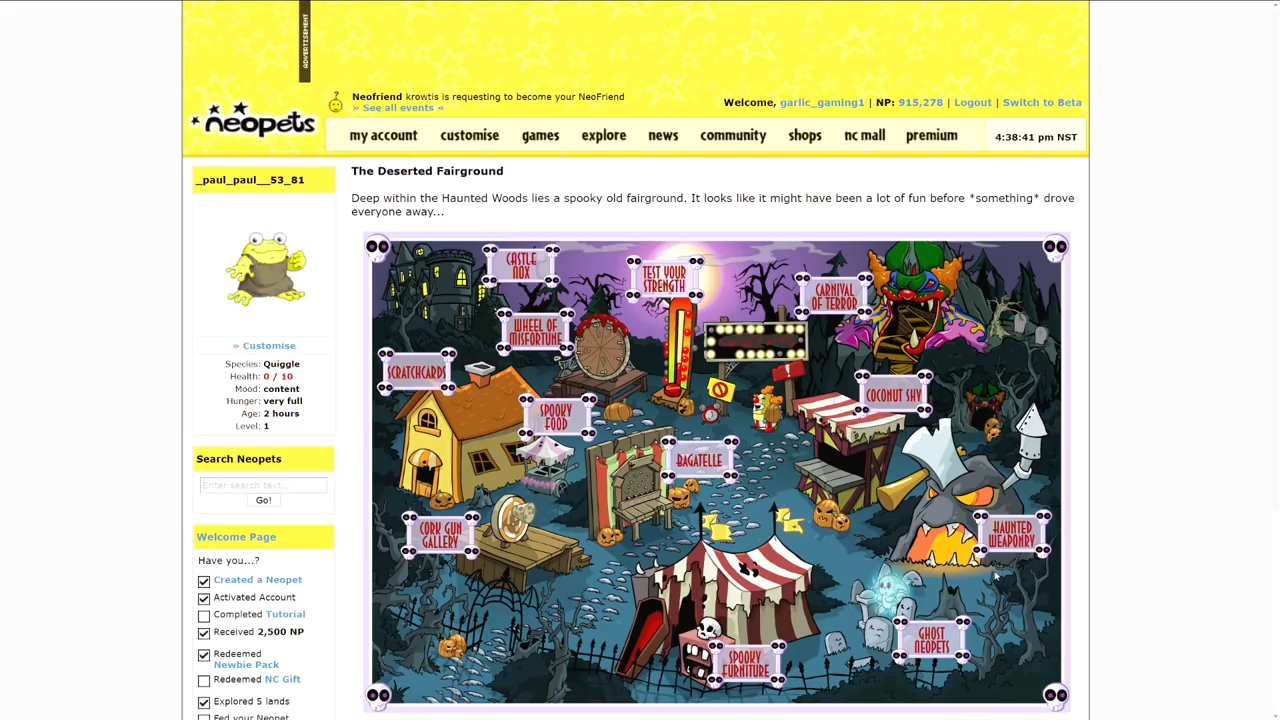 ADVERTISEMENT
neopets
Neofriend krowtis is requesting to become your NeoFriend
» See all events «
Welcome, garlic_gaming1 | NP: 915,278 | Logout | Switch to Beta
my account customise games explore news community shops nc mall premium 4:38:41 pm NST
_paul_paul__53_81
» Customise
Species: Quiggle
Health: 0 / 10
Mood: content
Hunger: very full
Age: 2 hours
Level: 1
Search Neopets
Enter search text...
Go!
Welcome Page
Have you...?
Created a Neopet
Activated Account
Completed Tutorial
Received 2,500 NP
Redeemed
Newbie Pack
Redeemed NC Gift
Explored 5 lands
Fed your Neopet
The Deserted Fairground
Deep within the Haunted Woods lies a spooky old fairground. It looks like it might have been a lot of fun before *something* drove
everyone away...
CASTLE
NOX
TEST YOUR
STRENGTH
CARNIVAL
OF TERROR
WHEEL OF
MISFORTUNE
SCRATCHCARDS
COCONUT SHY
SPOOKY
FOOD
BAGATELLE
CORK GUN
GALLERY
HAUNTED
WEAPONRY
GHOST
NEOPETS
SPOOKY
FURNITURE